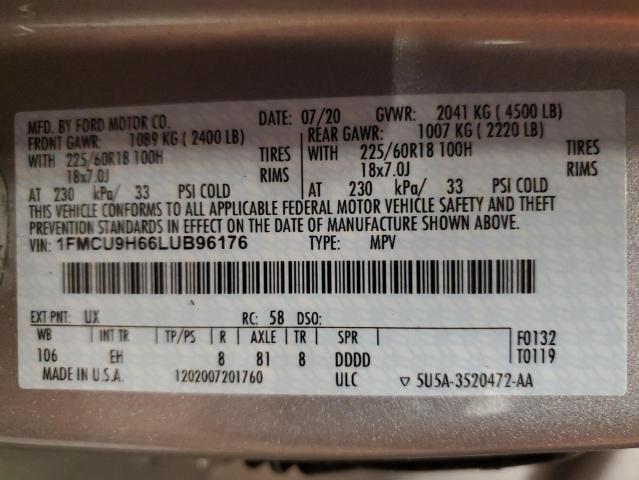 MFD. BY FORD MOTOR CO. DATE: 07/20 GVWR: 2041 KG (4500 LB)
FRONT GAWR: 1089 KG (2400 LB) REAR GAWR: 1007 KG (2220 LB)
WITH 225/60R18 100H TIRES WITH 225/60R18 100H TIRES
18x7.0J RIMS 18x7.0J RIMS
AT 230 kPa/ 33 PSI COLD AT 230 kPa/ 33 PSI COLD
THIS VEHICLE CONFORMS TO ALL APPLICABLE FEDERAL MOTOR VEHICLE SAFETY AND THEFT
PREVENTION STANDARDS IN EFFECT ON THE DATE OF MANUFACTURE SHOWN ABOVE.
VIN: 1FMCU9H66LUB96176 TYPE: MPV
EXT PNT: UX RC: 58 DSO:
WB INT TR TP/PS R AXLE TR SPR F0132
106 EH 8 81 8 DDDD T0119
MADE IN U.S.A. 1202007201760 ULC ▽ 5U5A-3520472-AA